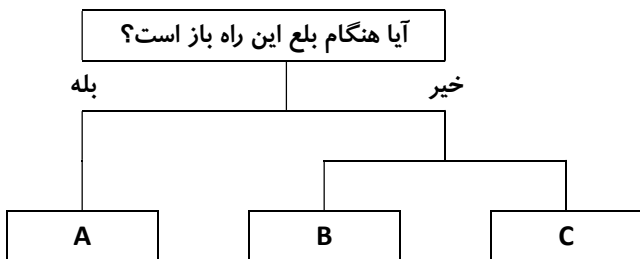 آیا هنگام بلع این راه باز است؟
خیر
بله
A
B
C